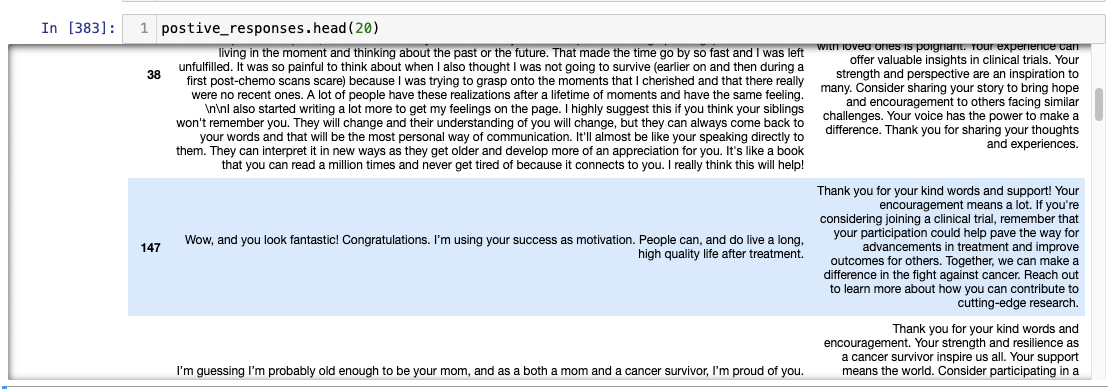 In [383]: 1 postive_responses.head(20)
living in the moment and thinking about the past or the future. That made the time go by so fast and I was left
unfulfilled. It was so painful to think about when I also thought I was not going to survive (earlier on and then during a
38 first post-chemo scans scare) because I was trying to grasp onto the moments that I cherished and that there really
were no recent ones. A lot of people have these realizations after a lifetime of moments and have the same feeling.
\n\nI also started writing a lot more to get my feelings on the page. I highly suggest this if you think your siblings
won't remember you. They will change and their understanding of you will change, but they can always come back to
your words and that will be the most personal way of communication. It'll almost be like your speaking directly to
them. They can interpret it in new ways as they get older and develop more of an appreciation for you. It's like a book
that you can read a million times and never get tired of because it connects to you. I really think this will help!
with loved ones is poignant. Your experience can
offer valuable insights in clinical trials. Your
strength and perspective are an inspiration to
many. Consider sharing your story to bring hope
and encouragement to others facing similar
challenges. Your voice has the power to make a
difference. Thank you for sharing your thoughts
and experiences.
147 Wow, and you look fantastic! Congratulations. I'm using your success as motivation. People can, and do live a long,
high quality life after treatment.
Thank you for your kind words and support! Your
encouragement means a lot. If you're
considering joining a clinical trial, remember that
your participation could help pave the way for
advancements in treatment and improve
outcomes for others. Together, we can make a
difference in the fight against cancer. Reach out
to learn more about how you can contribute to
cutting-edge research.
I'm guessing I'm probably old enough to be your mom, and as a both a mom and a cancer survivor, I'm proud of you.
Thank you for your kind words and
encouragement. Your strength and resilience as
a cancer survivor inspire us all. Your support
means the world. Consider participating in a